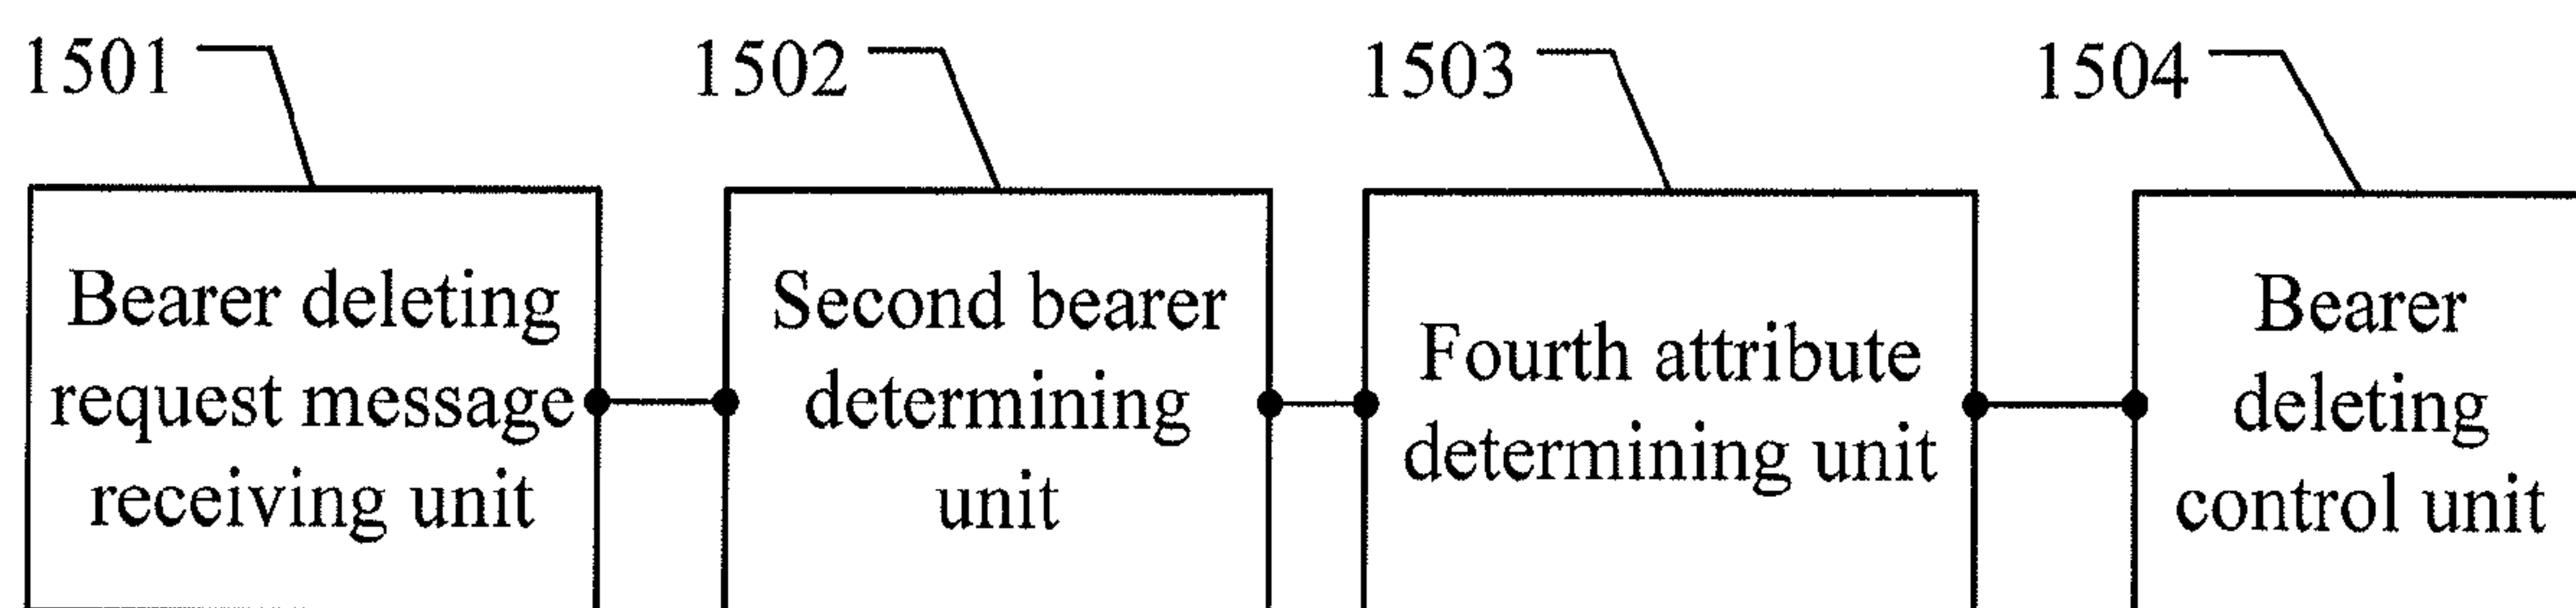 1501
1502
1503
1504
Bearer deleting
request message
receiving unit
Second bearer
determining
unit
Fourth attribute
determining unit
Bearer
deleting
control unit